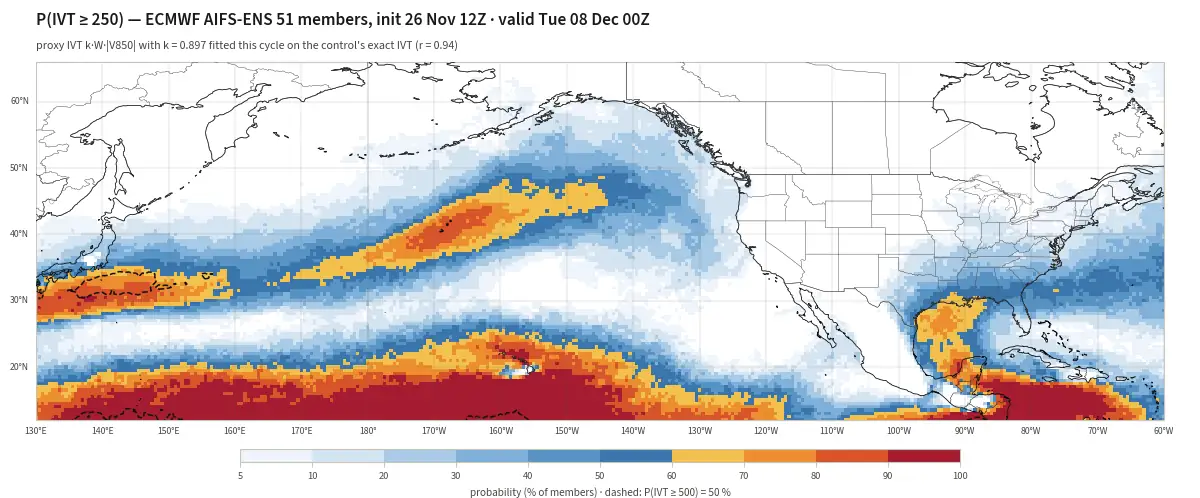 P(IVT ≥ 250) — ECMWF AIFS-ENS 51 members, init 26 Nov 12Z · valid Tue 08 Dec 00Z
proxy IVT k·W·|V850| with k = 0.897 fitted this cycle on the control's exact IVT (r = 0.94)
60°N
50°N
40°N
30°N
20°N
130°E 140°E 150°E 160°E 170°E 180° 170°W 160°W 150°W 140°W 130°W 120°W 110°W 100°W 90°W 80°W 70°W 60°W
5 10 20 30 40 50 60 70 80 90 100
probability (% of members) · dashed: P(IVT ≥ 500) = 50 %